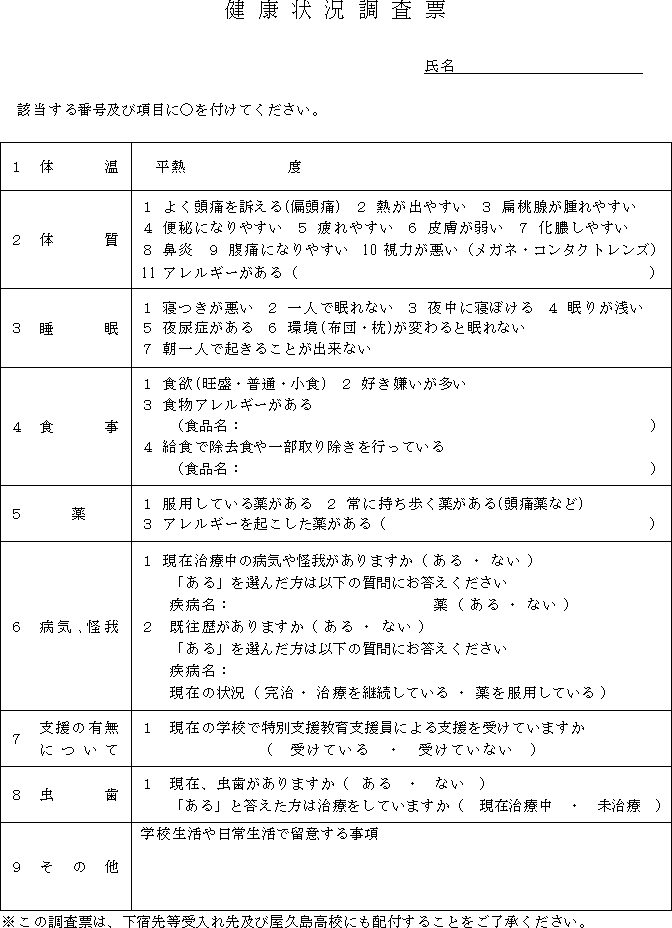 健康状況調査票
氏名
該当する番号及び項目に○を付けてください。
1 体温 平熱 度
2 体質
1 よく頭痛を訴える(偏頭痛) 2 熱が出やすい 3 扁桃腺が腫れやすい
4 便秘になりやすい 5 疲れやすい 6 皮膚が弱い 7 化膿しやすい
8 鼻炎 9 腹痛になりやすい 10 視力が悪い（メガネ・コンタクトレンズ）
11 アレルギーがある（ ）
3 睡眠
1 寝つきが悪い 2 一人で眠れない 3 夜中に寝ぼける 4 眠りが浅い
5 夜尿症がある 6 環境(布団・枕)が変わると眠れない
7 朝一人で起きることが出来ない
4 食事
1 食欲(旺盛・普通・小食) 2 好き嫌いが多い
3 食物アレルギーがある
（食品名： ）
4 給食で除去食や一部取り除きを行っている
（食品名： ）
5 薬
1 服用している薬がある 2 常に持ち歩く薬がある(頭痛薬など)
3 アレルギーを起こした薬がある（ ）
6 病気、怪我
1 現在治療中の病気や怪我がありますか（ ある ・ ない ）
「ある」を選んだ方は以下の質問にお答えください
疾病名： 薬（ ある ・ ない ）
2 既往歴がありますか（ ある ・ ない ）
「ある」を選んだ方は以下の質問にお答えください
疾病名：
現在の状況（ 完治 ・ 治療を継続している ・ 薬を服用している ）
7 支援の有無について
1 現在の学校で特別支援教育支援員による支援を受けていますか
（ 受けている ・ 受けていない ）
8 虫歯
1 現在、虫歯がありますか（ ある ・ ない ）
「ある」と答えた方は治療をしていますか（ 現在治療中 ・ 未治療 ）
9 その他
学校生活や日常生活で留意する事項
※この調査票は、下宿先等受入れ先及び屋久島高校にも配付することをご了承ください。